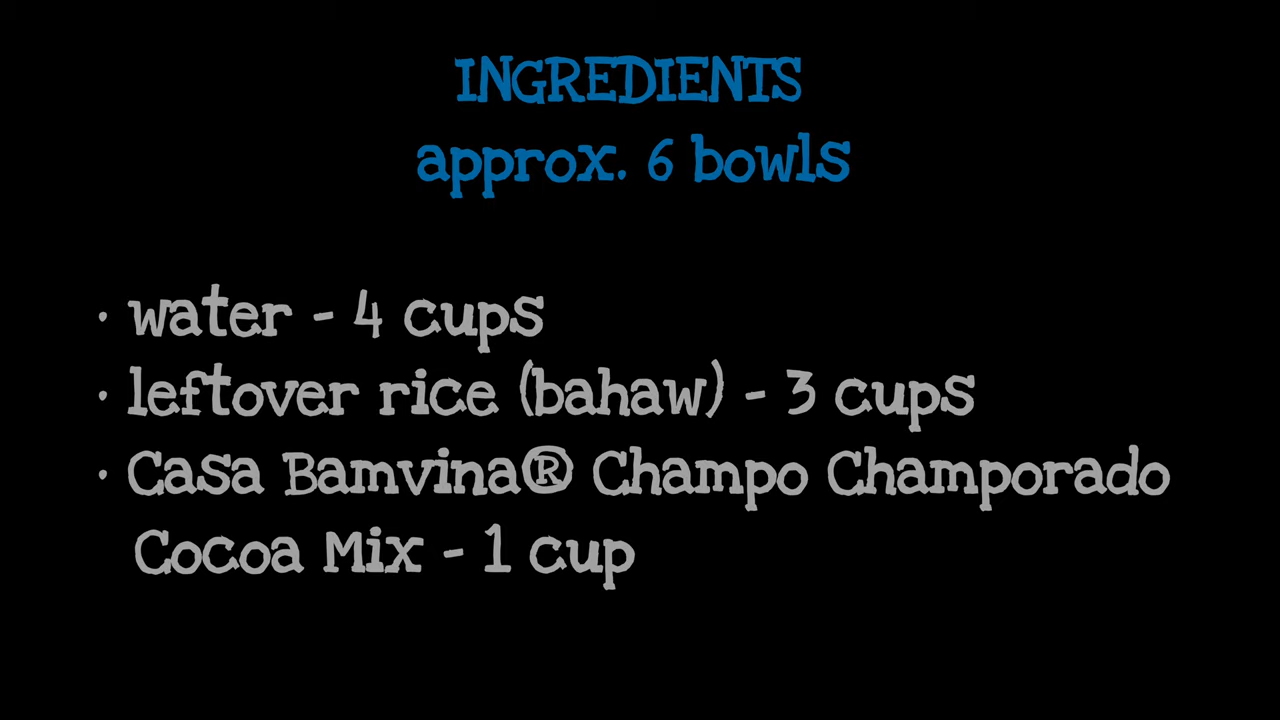 INGREDIENTS
approx. 6 bowls
· water - 4 cups
· leftover rice (bahaw) - 3 cups
· Casa Bamvina® Champo Champorado
Cocoa Mix - 1 cup